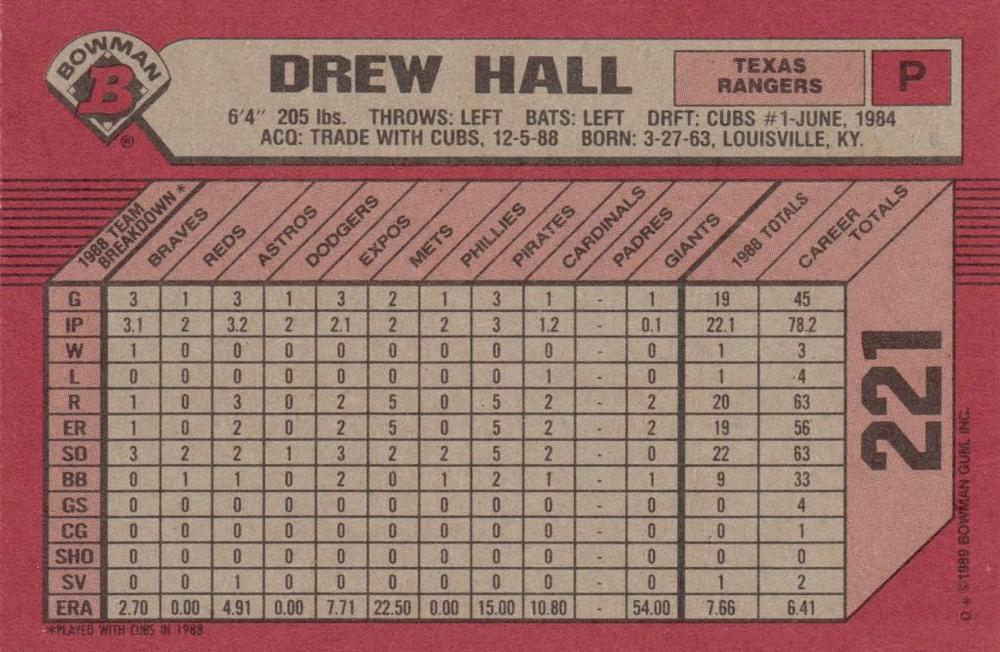 BOWMAN
B
®
DREW HALL
TEXAS
RANGERS
P
6'4" 205 lbs. THROWS: LEFT BATS: LEFT DRFT: CUBS #1-JUNE, 1984
ACQ: TRADE WITH CUBS, 12-5-88 BORN: 3-27-63, LOUISVILLE, KY.
1988 TEAM BREAKDOWN* BRAVES REDS ASTROS DODGERS EXPOS METS PHILLIES PIRATES CARDINALS PADRES GIANTS 1988 TOTALS CAREER TOTALS
G 3 1 3 1 3 2 1 3 1 - 1 19 45
IP 3.1 2 3.2 2 2.1 2 2 3 1.2 - 0.1 22.1 78.2
W 1 0 0 0 0 0 0 0 0 - 0 1 3
L 0 0 0 0 0 0 0 0 1 - 0 1 4
R 1 0 3 0 2 5 0 5 2 - 2 20 63
ER 1 0 2 0 2 5 0 5 2 - 2 19 56
SO 3 2 2 1 3 2 2 5 2 - 0 22 63
BB 0 1 1 0 2 0 1 2 1 - 1 9 33
GS 0 0 0 0 0 0 0 0 0 - 0 0 4
CG 0 0 0 0 0 0 0 0 0 - 0 0 1
SHO 0 0 0 0 0 0 0 0 0 - 0 0 0
SV 0 0 1 0 0 0 0 0 0 - 0 1 2
ERA 2.70 0.00 4.91 0.00 7.71 22.50 0.00 15.00 10.80 - 54.00 7.66 6.41
*PLAYED WITH CUBS IN 1988
221
O * © 1989 BOWMAN GUM, INC.